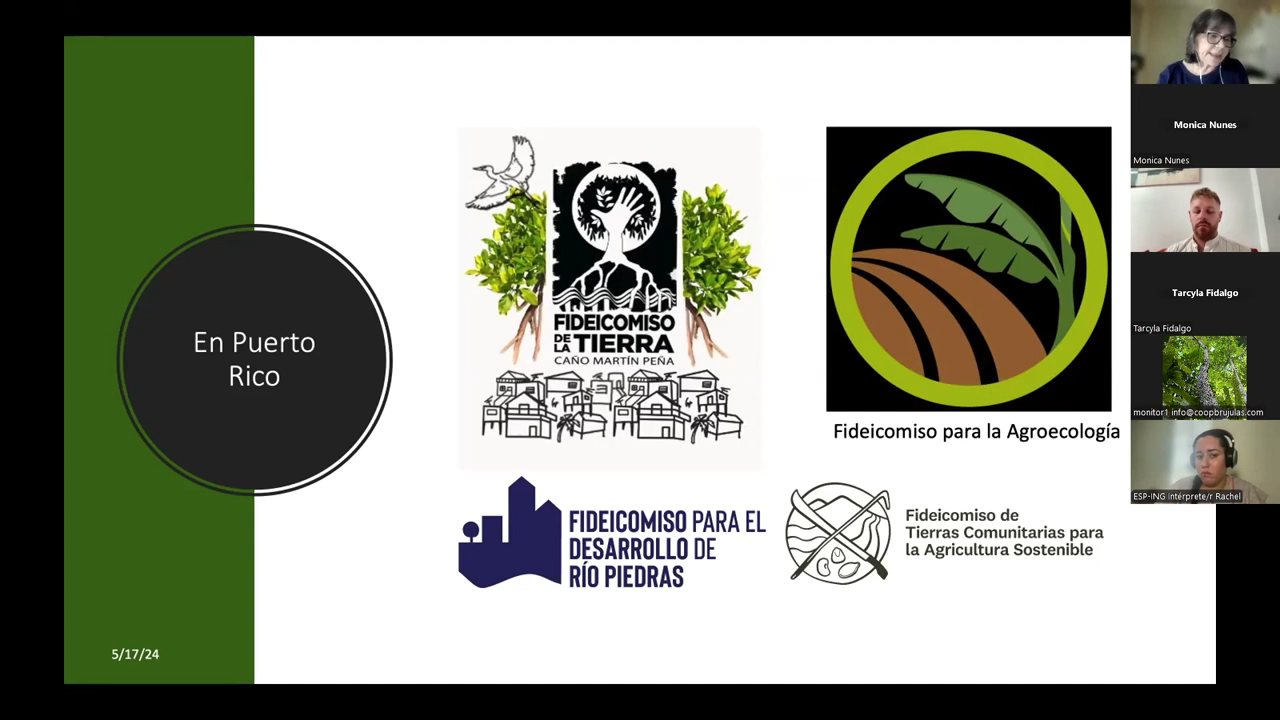 En Puerto
Rico
5/17/24
FIDEICOMISO
DE LA TIERRA
CAÑO MARTÍN PEÑA
Fideicomiso para la Agroecología
FIDEICOMISO PARA EL
DESARROLLO DE
RÍO PIEDRAS
Fideicomiso de
Tierras Comunitarias para
la Agricultura Sostenible
Monica Nunes
Monica Nunes
Tarcyla Fidalgo
Tarcyla Fidalgo
monitor1 info@coopbrujulas.com
ESP-ING Intérprete/r Rachel